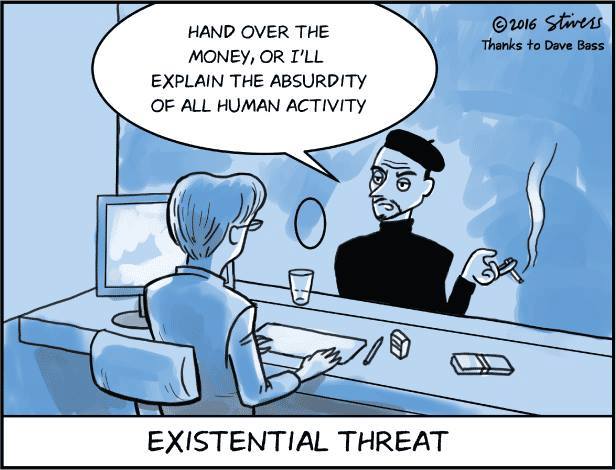 HAND OVER THE
MONEY, OR I'LL
EXPLAIN THE ABSURDITY
OF ALL HUMAN ACTIVITY
©2016 Stivers
Thanks to Dave Bass
EXISTENTIAL THREAT